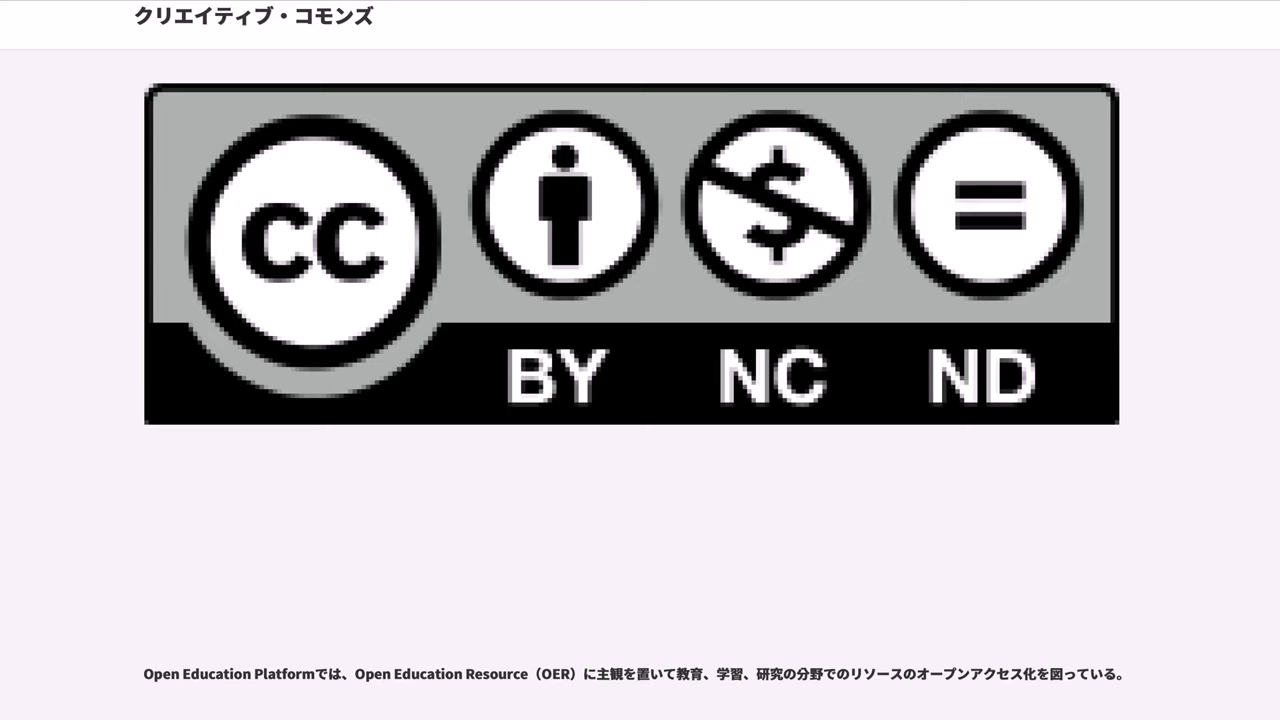 クリエイティブ・コモンズ
CC
BY NC ND
Open Education Platformでは、Open Education Resource（OER）に主観を置いて教育、学習、研究の分野でのリソースのオープンアクセス化を図っている。